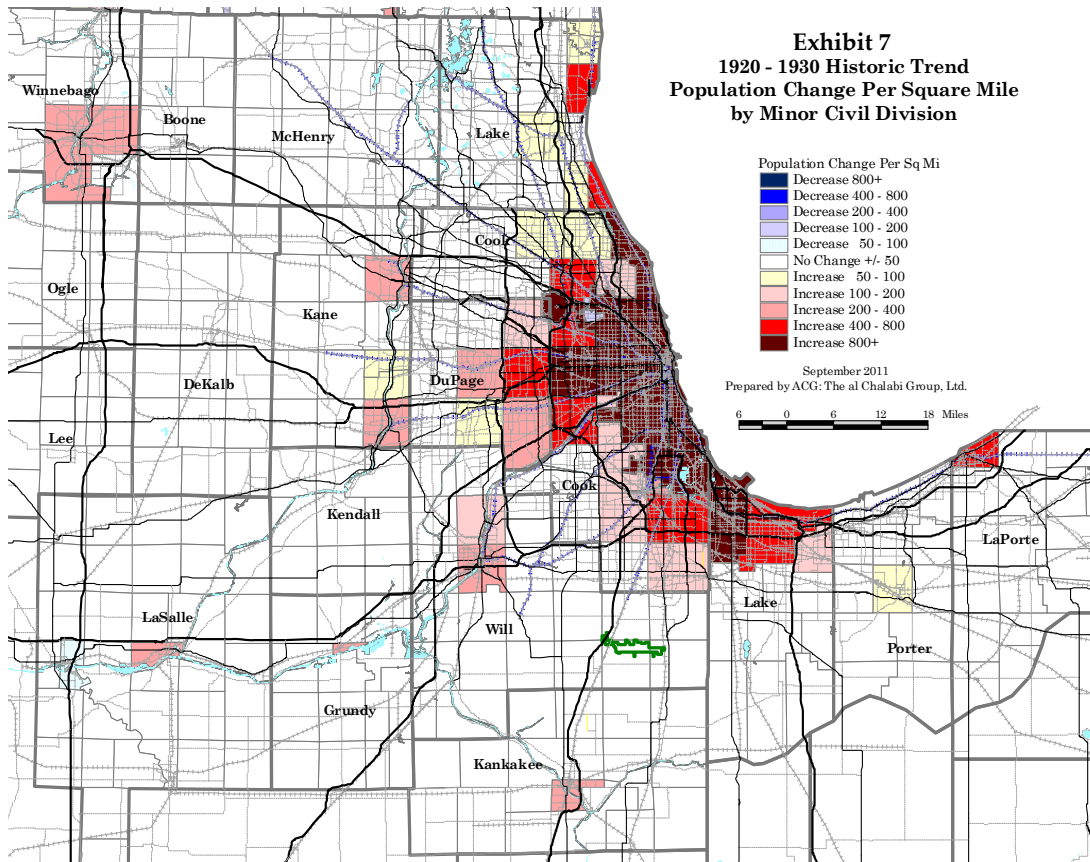 Exhibit 7
1920 - 1930 Historic Trend
Population Change Per Square Mile
by Minor Civil Division
Population Change Per Sq Mi
Decrease 800+
Decrease 400 - 800
Decrease 200 - 400
Decrease 100 - 200
Decrease 50 - 100
No Change +/- 50
Increase 50 - 100
Increase 100 - 200
Increase 200 - 400
Increase 400 - 800
Increase 800+
September 2011
Prepared by ACG: The al Chalabi Group, Ltd.
6 0 6 12 18 Miles
Winnebago
Boone
McHenry
Lake
Cook
Ogle
Kane
DeKalb
DuPage
Lee
Cook
Kendall
LaPorte
LaSalle
Will
Lake
Porter
Grundy
Kankakee